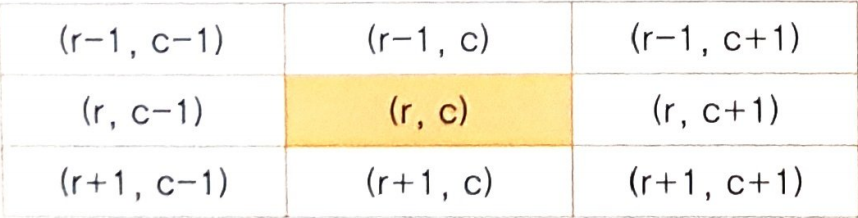 (r−1, c−1) (r−1, c) (r−1, c+1)
(r, c−1) (r, c) (r, c+1)
(r+1, c−1) (r+1, c) (r+1, c+1)